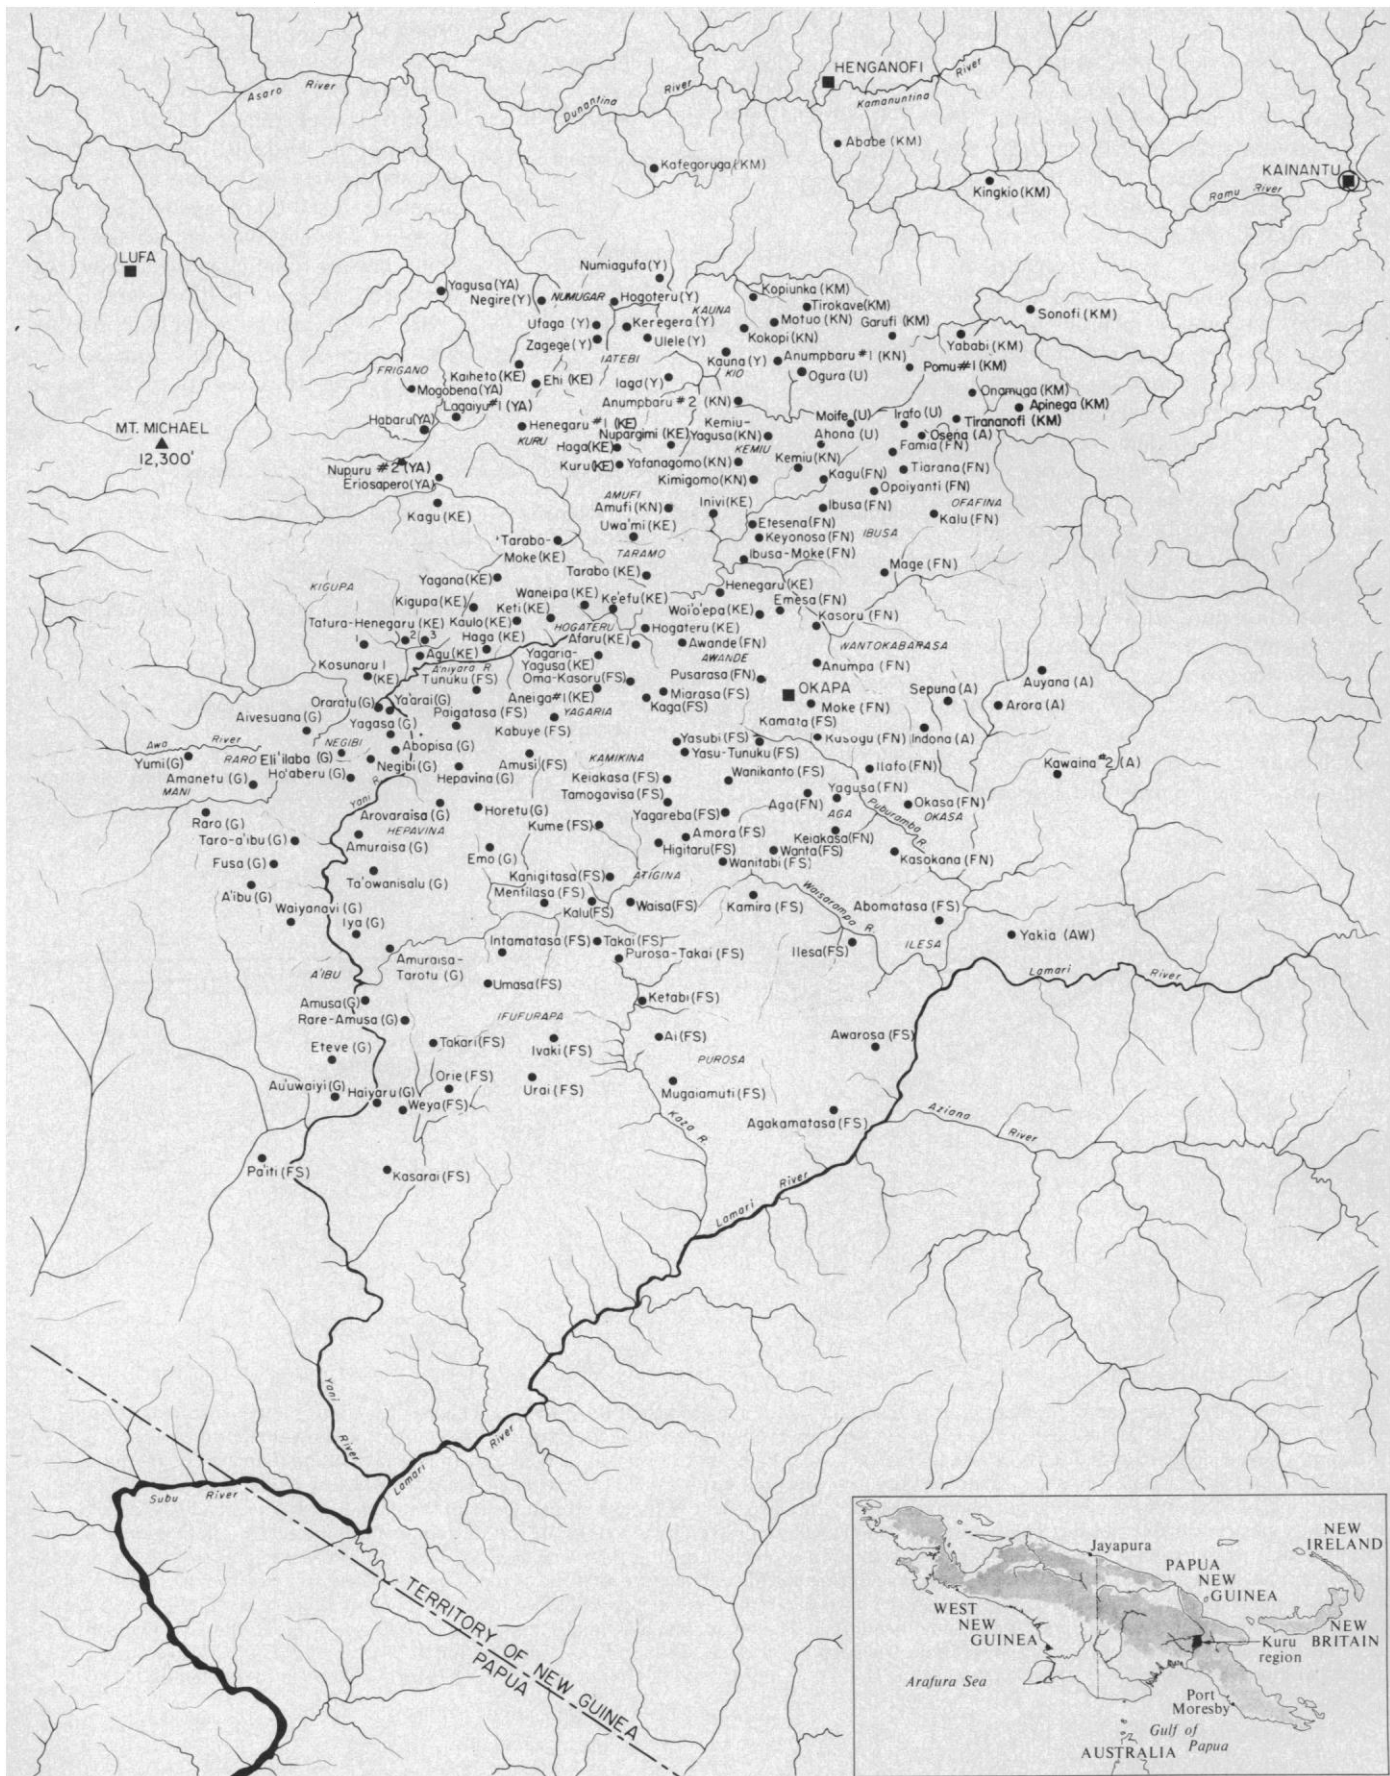 HENGANOFI
Asaro River
Dunantina River
Kamanuntina River
Ababe (KM)
Kafegoruga (KM)
KAINANTU
Kingkio (KM)
Ramu River
LUFA
Numiagufa (Y)
Yagusa (YA)
Negire (Y)
NUMUGAR
Hogoteru (Y)
KAUNA
Kopiunka (KM)
Tirokave (KM)
Sonofi (KM)
Ufaga (Y)
Keregera (Y)
Motuo (KN)
Garufi (KM)
Zagege (Y)
Ulele (Y)
Kokopi (KN)
Yababi (KM)
IATEBI
Kauna (Y)
Anumpbaru #1 (KN)
Pomu #1 (KM)
FRIGANO
Kaiheto (KE)
Ehi (KE)
Iaga (Y)
KIO
Ogura (U)
Mogobena (YA)
Onamuga (KM)
Lagaiyu #1 (YA)
Anumpbaru #2 (KN)
Apinega (KM)
Habaru (YA)
Henegaru #1 (KE)
Kemiu-
Yagusa (KN)
Moife (U)
Irafo (U)
Tirananofi (KM)
MT. MICHAEL
12,300'
KURU
Nupargimi (KE)
Ahona (U)
Osena (A)
Haga (KE)
KEMIU
Famia (FN)
Nupuru #2 (YA)
Kuru (KE)
Yafanagomo (KN)
Kemiu (KN)
Tiarana (FN)
Eriosapero (YA)
Kimigomo (KN)
Kagu (FN)
Opoiyanti (FN)
Kagu (KE)
AMUFI
Amufi (KN)
Inivi (KE)
Ibusa (FN)
OFAFINA
Kalu (FN)
Uwa'mi (KE)
Etesena (FN)
Tarabo-
Moke (KE)
Keyonosa (FN)
IBUSA
TARAMO
Ibusa-Moke (FN)
KIGUPA
Yagana (KE)
Tarabo (KE)
Mage (FN)
Henegaru (KE)
Kigupa (KE)
Waneipa (KE)
Ke'efu (KE)
Woi'o'epa (KE)
Emesa (FN)
Tatura-Henegaru (KE)
1
2
3
Kaulo (KE)
Keti (KE)
HOGATERU
Hogateru (KE)
Kasoru (FN)
Haga (KE)
Afaru (KE)
Awande (FN)
WANTOKABARASA
Agu (KE)
Yagaria-
Yagusa (KE)
AWANDE
Anumpa (FN)
Kosunaru 1
(KE)
Aniyara R.
Tunuku (FS)
Oma-Kasoru (FS)
Pusarasa (FN)
Auyana (A)
Oraratu (G)
Ya'arai (G)
Aneiga #1 (KE)
Miarasa (FS)
OKAPA
Sepuna (A)
Aivesuana (G)
Yagasa (G)
Paigatasa (FS)
YAGARIA
Kaga (FS)
Moke (FN)
Arora (A)
Awa River
NEGIBI
Abopisa (G)
Kabuye (FS)
Yasubi (FS)
Kamata (FS)
Kusogu (FN)
Indona (A)
Yumi (G)
RARO
Eli'ilaba (G)
Negibi (G)
Amusi (FS)
KAMIKINA
Yasu-Tunuku (FS)
Ilafo (FN)
Kawaina #2 (A)
Amanetu (G)
Ho'aberu (G)
Hepavina (G)
Keiakasa (FS)
Wanikanto (FS)
MANI
Yani R.
Tamogavisa (FS)
Aga (FN)
Yagusa (FN)
Okasa (FN)
Raro (G)
Arovaraisa (G)
Horetu (G)
Yagareba (FS)
AGA
Puburamba R.
OKASA
HEPAVINA
Kume (FS)
Amora (FS)
Keiakasa (FN)
Taro-a'ibu (G)
Amuraisa (G)
Emo (G)
Higitaru (FS)
Wanta (FS)
Kasokana (FN)
Fusa (G)
Ta'owanisalu (G)
Kanigitasa (FS)
ATIGINA
Wanitabi (FS)
A'ibu (G)
Mentilasa (FS)
Kalu (FS)
Waisa (FS)
Kamira (FS)
Waisarampa R.
Abomatasa (FS)
Waiyanavi (G)
Iya (G)
Intamatasa (FS)
Takai (FS)
Ilesa (FS)
ILESA
Yakia (AW)
Amuraisa-
Tarotu (G)
Purosa-Takai (FS)
Lamari River
A'IBU
Umasa (FS)
Amusa (G)
Ketabi (FS)
Rare-Amusa (G)
IFUFURAPA
Eteve (G)
Takari (FS)
Ivaki (FS)
Ai (FS)
Awarosa (FS)
PUROSA
Au'uwaiyi (G)
Haiyaru (G)
Orie (FS)
Urai (FS)
Mugaiamuti (FS)
Weya (FS)
Kaza R.
Agakamatasa (FS)
Aziana River
Pa'iti (FS)
Kasarai (FS)
Lamari River
Yani River
Lamari River
Subu River
TERRITORY OF NEW GUINEA
PAPUA
Jayapura
NEW
IRELAND
PAPUA
NEW
GUINEA
WEST
NEW
GUINEA
NEW
BRITAIN
Kuru
region
Arafura Sea
Port
Moresby
Gulf of
Papua
AUSTRALIA